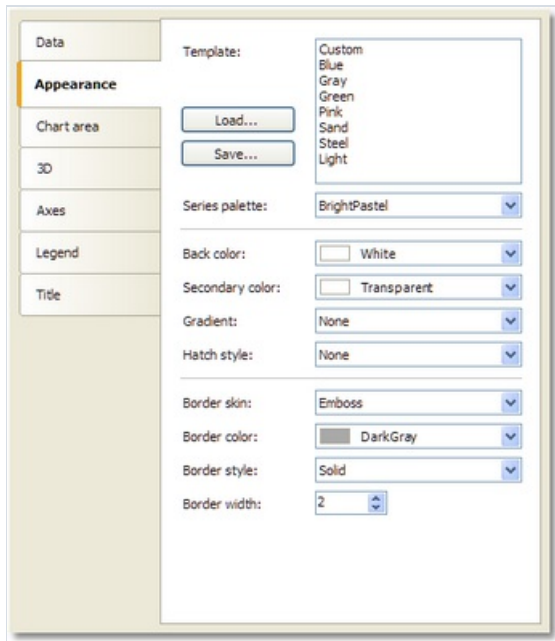 Data
Appearance
Chart area
3D
Axes
Legend
Title
Template:
Custom
Blue
Gray
Green
Pink
Sand
Steel
Light
Load...
Save...
Series palette: BrightPastel
Back color: White
Secondary color: Transparent
Gradient: None
Hatch style: None
Border skin: Emboss
Border color: DarkGray
Border style: Solid
Border width: 2